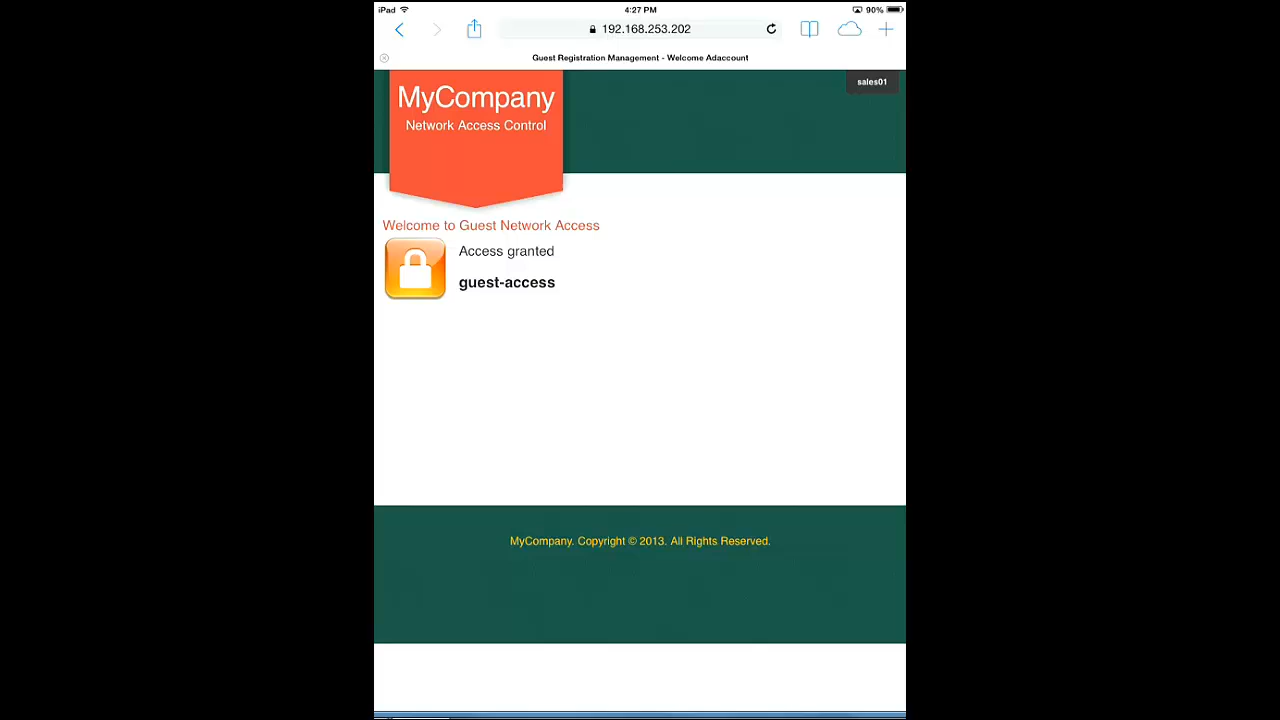 iPad 4:27 PM 90%
192.168.253.202
Guest Registration Management - Welcome Adaccount
sales01
MyCompany
Network Access Control
Welcome to Guest Network Access
Access granted
guest-access
MyCompany. Copyright © 2013. All Rights Reserved.